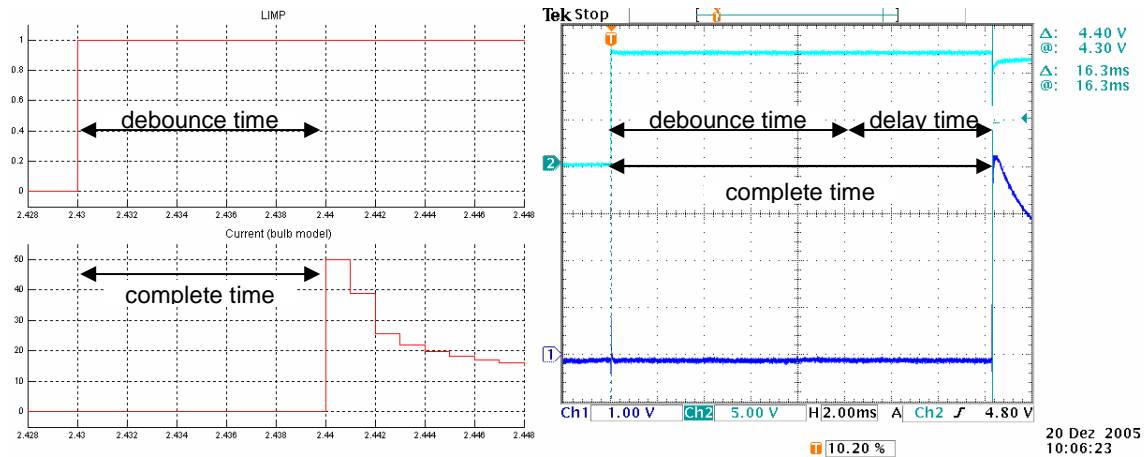 LIMP
1
0.8
0.6
0.4
0.2
0
debounce time
2.428 2.43 2.432 2.434 2.436 2.438 2.44 2.442 2.444 2.446 2.448
Current (bulb model)
50
40
30
20
10
0
complete time
2.428 2.43 2.432 2.434 2.436 2.438 2.44 2.442 2.444 2.446 2.448
Tek Stop
T
Δ: 4.40 V
@: 4.30 V
Δ: 16.3ms
@: 16.3ms
debounce time delay time
2
complete time
1
Ch1 1.00 V Ch2 5.00 V H 2.00ms A Ch2 4.80 V
T 10.20 %
20 Dez 2005
10:06:23